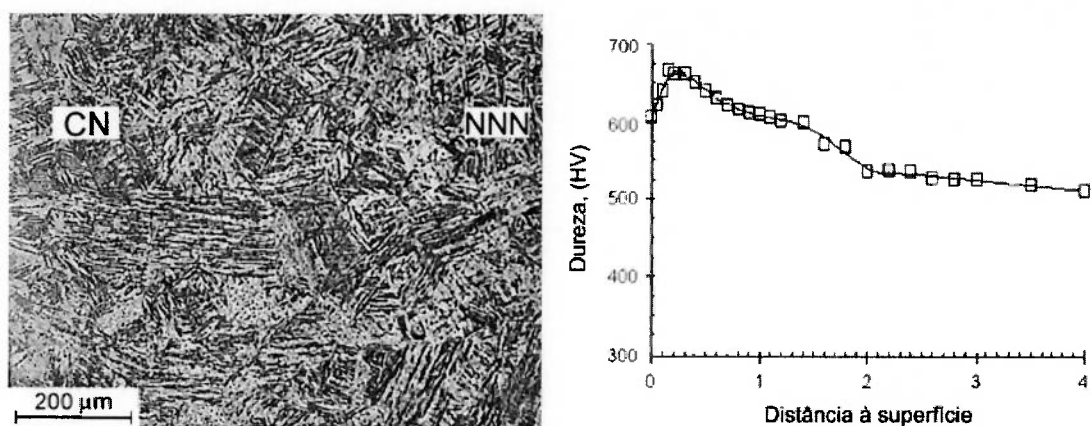 CN
NNN
200 µm
700
600
500
400
300
Dureza, (HV)
0
1
2
3
4
Distância à superfície